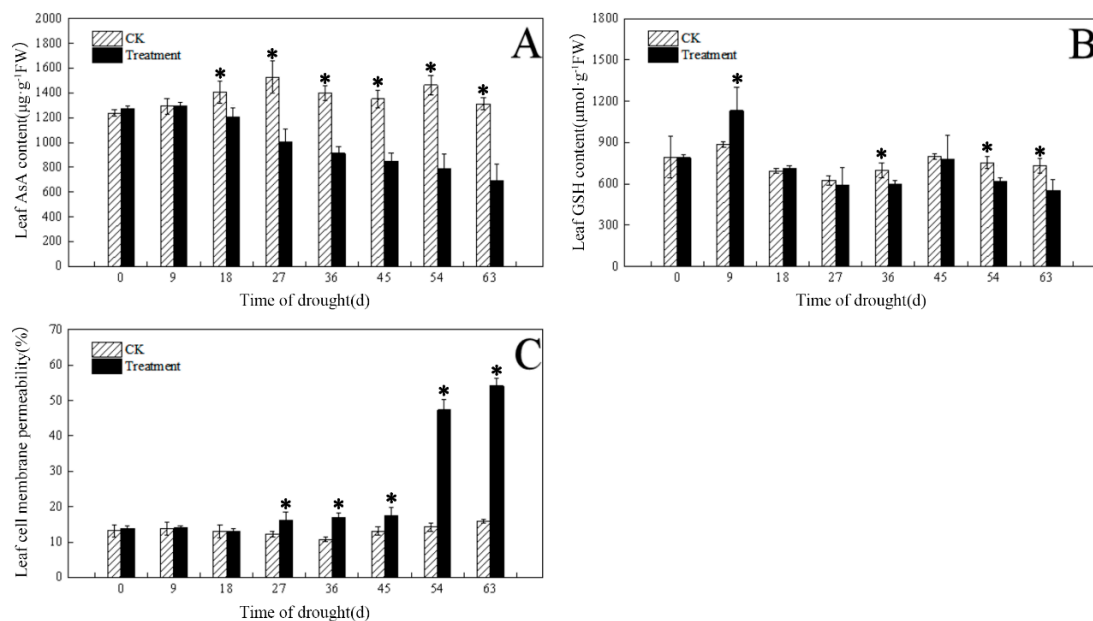 A
CK
Treatment
Leaf AsA content(μg·g⁻¹FW)
2000
1800
1600
1400
1200
1000
800
600
400
200
0
* * * * * *
0 9 18 27 36 45 54 63
Time of drought(d)
B
CK
Treatment
Leaf GSH content(μmol·g⁻¹FW)
1800
1500
1200
900
600
300
0
* * * *
0 9 18 27 36 45 54 63
Time of drought(d)
C
CK
Treatment
Leaf cell membrane permeability(%)
70
60
50
40
30
20
10
0
* * * * *
0 9 18 27 36 45 54 63
Time of drought(d)